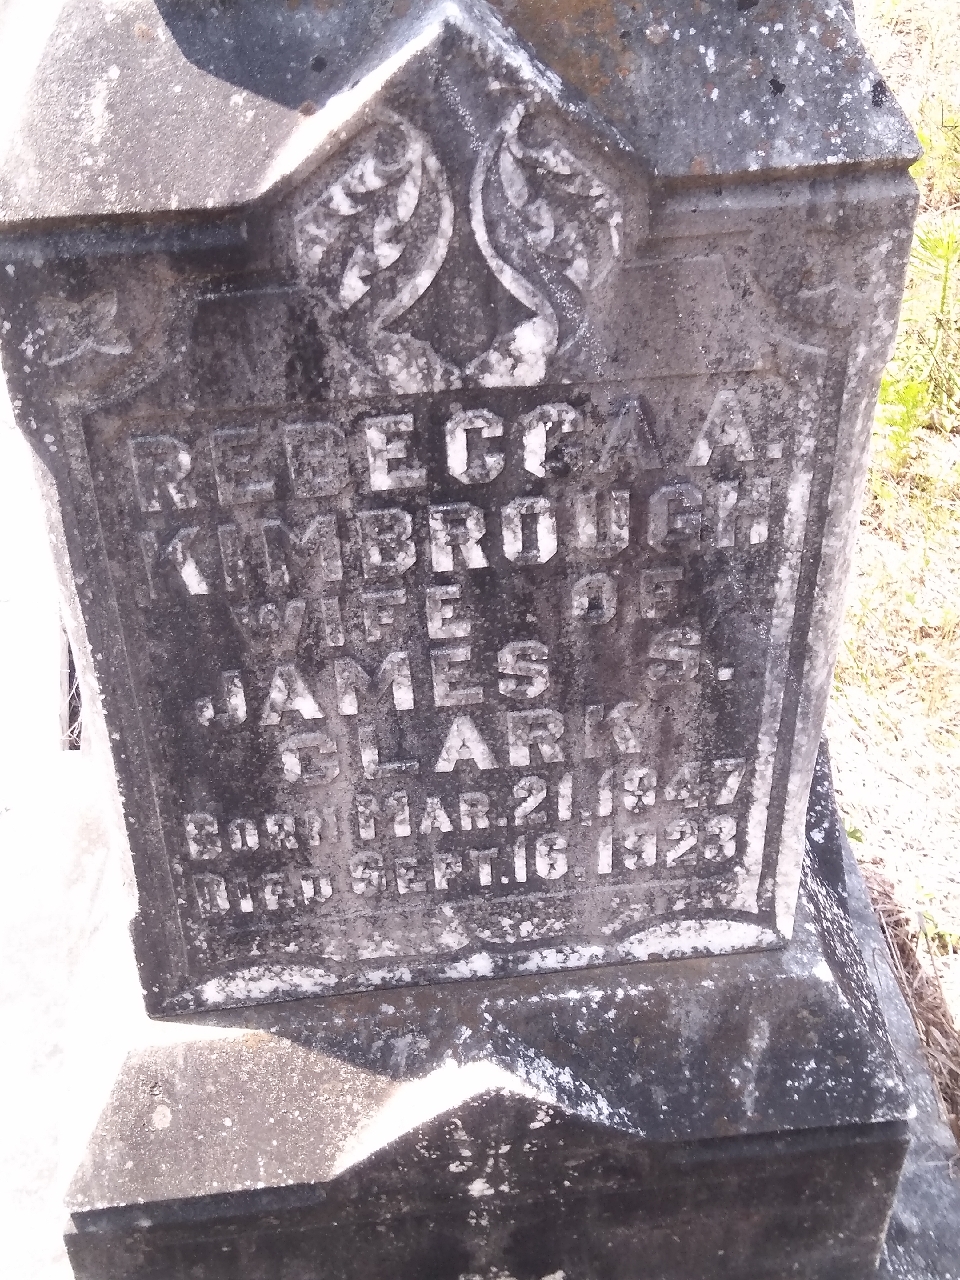 REBECCA A.
KIMBROUGH
WIFE OF
JAMES S.
CLARK
BORN MAR. 21, 1847
DIED SEPT. 16, 1923